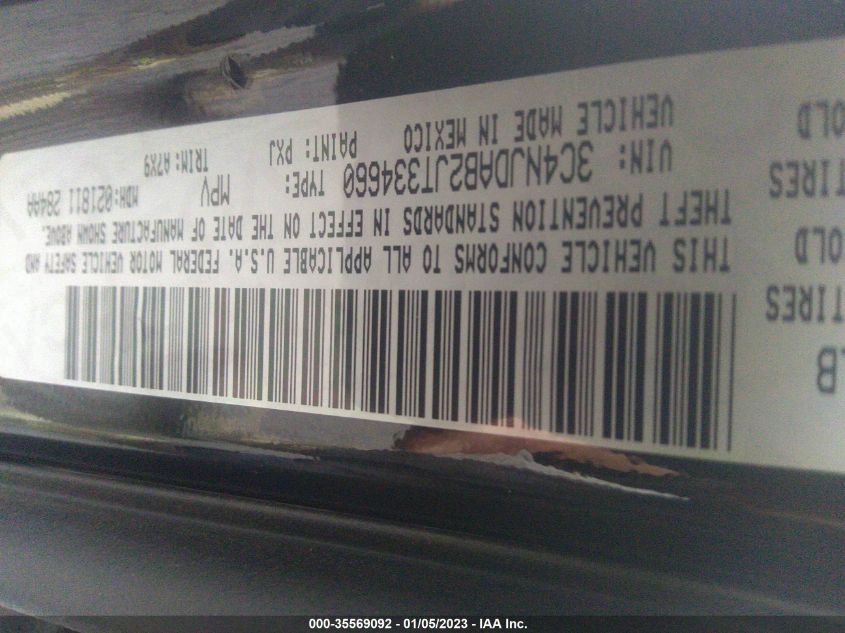 LB
TIRES
OLD
TIRES
OLD
THIS VEHICLE CONFORMS TO ALL APPLICABLE U.S.A. FEDERAL MOTOR VEHICLE SAFETY AND
THEFT PREVENTION STANDARDS IN EFFECT ON THE DATE OF MANUFACTURE SHOWN ABOVE.
VIN: 3C4NJDAB2JT334660 TYPE: MPV MDH:021811 284AA
VEHICLE MADE IN MEXICO PAINT: PXJ TRIM: A7X9
000-35569092 - 01/05/2023 - IAA Inc.